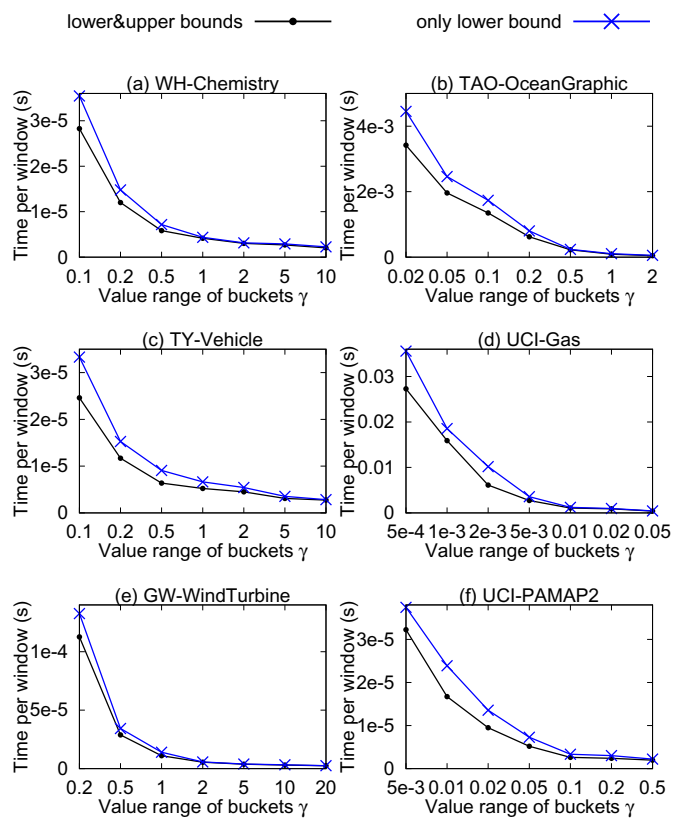 lower&upper bounds only lower bound
(a) WH-Chemistry (b) TAO-OceanGraphic
Time per window (s) Time per window (s)
3e-5 4e-3
2e-5 2e-3
1e-5
0 0
0.1 0.2 0.5 1 2 5 10 0.02 0.05 0.1 0.2 0.5 1 2
Value range of buckets γ Value range of buckets γ
(c) TY-Vehicle (d) UCI-Gas
Time per window (s) Time per window (s)
3e-5 0.03
2e-5 0.02
1e-5 0.01
0 0
0.1 0.2 0.5 1 2 5 10 5e-4 1e-3 2e-3 5e-3 0.01 0.02 0.05
Value range of buckets γ Value range of buckets γ
(e) GW-WindTurbine (f) UCI-PAMAP2
Time per window (s) Time per window (s)
1e-4 3e-5
5e-5 2e-5
1e-5
0 0
0.2 0.5 1 2 5 10 20 5e-3 0.01 0.02 0.05 0.1 0.2 0.5
Value range of buckets γ Value range of buckets γ